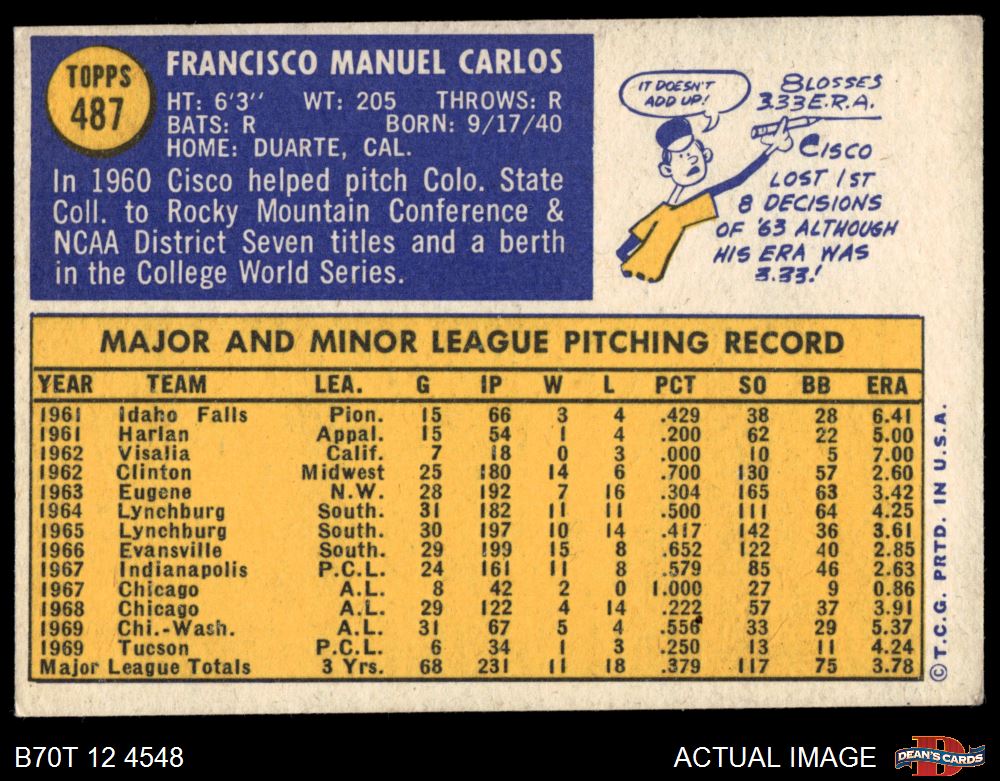 TOPPS
487
FRANCISCO MANUEL CARLOS
HT: 6'3" WT: 205 THROWS: R
BATS: R BORN: 9/17/40
HOME: DUARTE, CAL.
In 1960 Cisco helped pitch Colo. State
Coll. to Rocky Mountain Conference &
NCAA District Seven titles and a berth
in the College World Series.
IT DOESN'T
ADD UP!
8 LOSSES
3.33 E.R.A.
CISCO
LOST 1ST
8 DECISIONS
OF '63 ALTHOUGH
HIS ERA WAS
3.33!
MAJOR AND MINOR LEAGUE PITCHING RECORD
YEAR TEAM LEA. G IP W L PCT SO BB ERA
1961 Idaho Falls Pion. 15 66 3 4 .429 38 28 6.41
1961 Harlan Appal. 15 54 1 4 .200 62 22 5.00
1962 Visalia Calif. 7 18 0 3 .000 10 5 7.00
1962 Clinton Midwest 25 180 14 6 .700 130 57 2.60
1963 Eugene N.W. 28 192 7 16 .304 165 63 3.42
1964 Lynchburg South. 31 182 11 11 .500 111 64 4.25
1965 Lynchburg South. 30 197 10 14 .417 142 36 3.61
1966 Evansville South. 29 199 15 8 .652 122 40 2.85
1967 Indianapolis P.C.L. 24 161 11 8 .579 85 46 2.63
1967 Chicago A.L. 8 42 2 0 1.000 27 9 0.86
1968 Chicago A.L. 29 122 4 14 .222 57 37 3.91
1969 Chi.-Wash. A.L. 31 67 5 4 .556 33 29 5.37
1969 Tucson P.C.L. 6 34 1 3 .250 13 11 4.24
Major League Totals 3 Yrs. 68 231 11 18 .379 117 75 3.78
© T.C.G. PRTD. IN U.S.A.
B70T 12 4548
ACTUAL IMAGE
D
DEAN'S CARDS